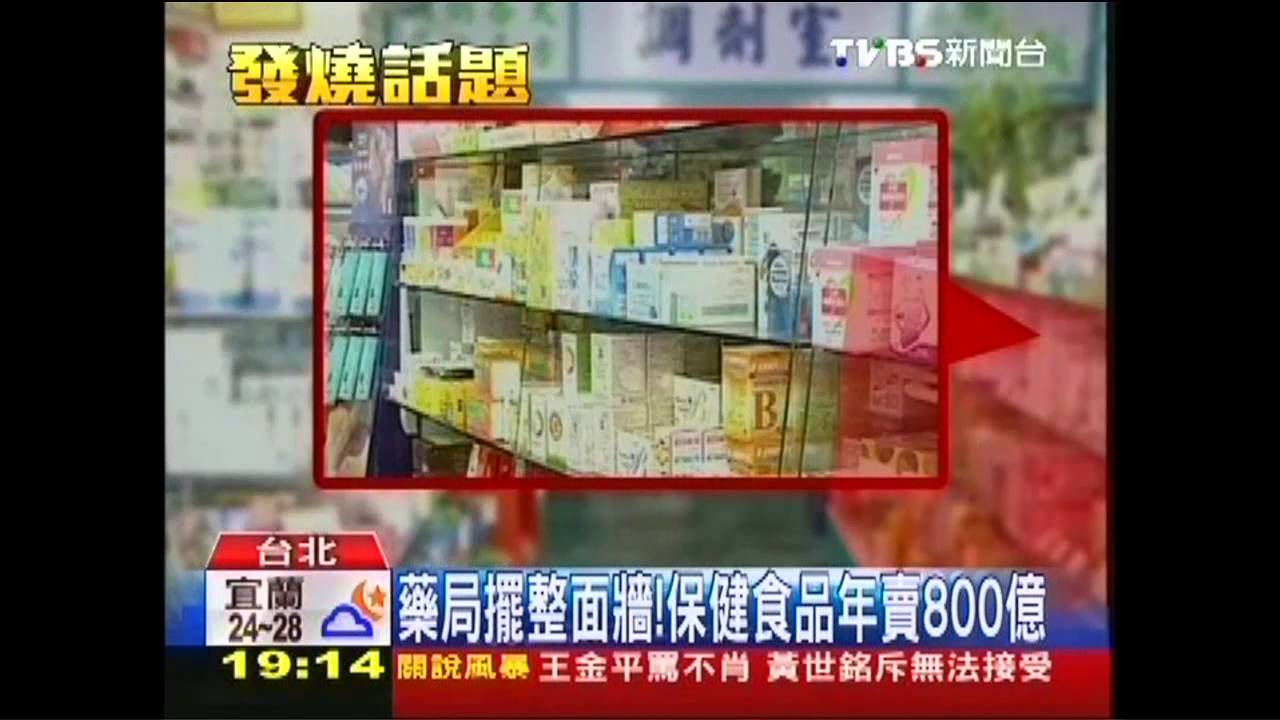 調劑室
TVBS新聞台
發燒話題
B
台北
宜蘭
24~28
藥局擺整面牆!保健食品年賣800億
19:14
關說風暴 王金平罵不肖 黃世銘斥無法接受